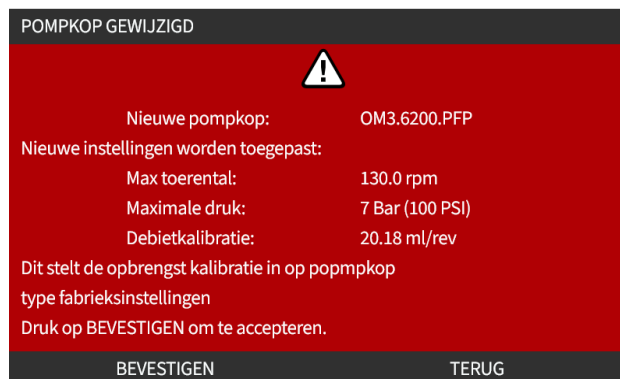 POMPKOP GEWIJZIGD
Nieuwe pompkop: OM3.6200.PFP
Nieuwe instellingen worden toegepast:
Max toerental: 130.0 rpm
Maximale druk: 7 Bar (100 PSI)
Debietkalibratie: 20.18 ml/rev
Dit stelt de opbrengst kalibratie in op popmpkop
type fabrieksinstellingen
Druk op BEVESTIGEN om te accepteren.
BEVESTIGEN TERUG